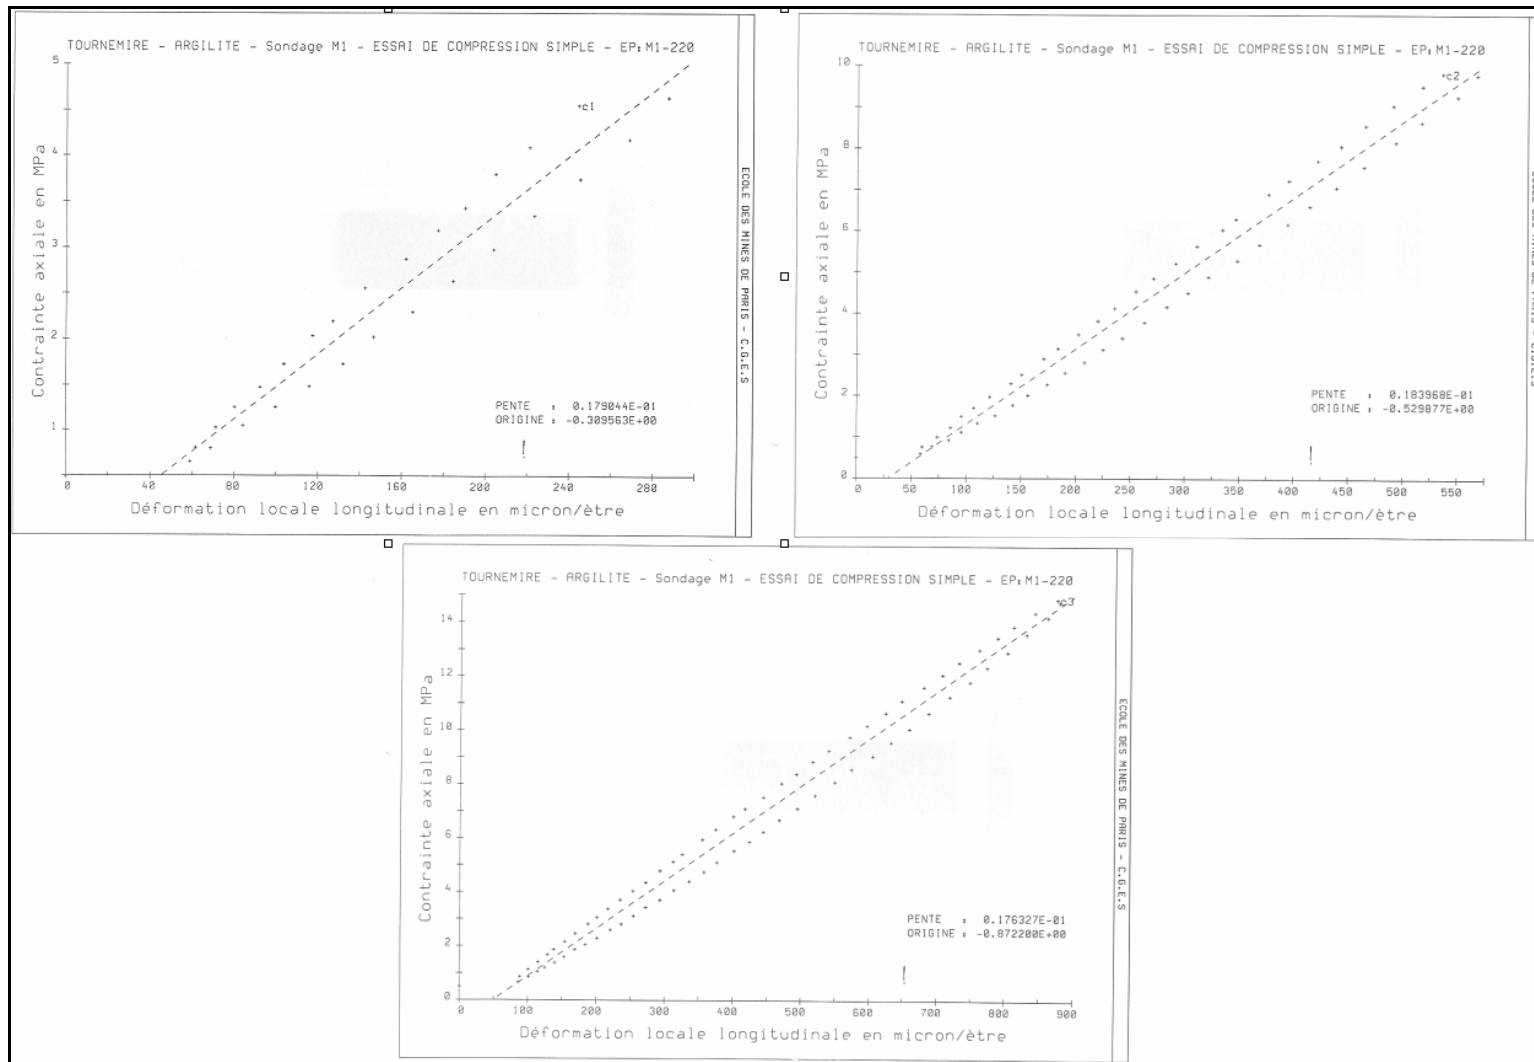 TOURNEMIRE - ARGILITE - Sondage M1 - ESSAI DE COMPRESSION SIMPLE - EP: M1-220
5
4
3
2
1
Contrainte axiale en MPa
+c1
PENTE : 0.179044E-01
ORIGINE : -0.309563E+00
0 40 80 120 160 200 240 280
Déformation locale longitudinale en micron/ètre
ECOLE DES MINES DE PARIS - C.G.E.S
TOURNEMIRE - ARGILITE - Sondage M1 - ESSAI DE COMPRESSION SIMPLE - EP: M1-220
10
8
6
4
2
0
Contrainte axiale en MPa
+c2
PENTE : 0.183968E-01
ORIGINE : -0.529877E+00
0 50 100 150 200 250 300 350 400 450 500 550
Déformation locale longitudinale en micron/ètre
TOURNEMIRE - ARGILITE - Sondage M1 - ESSAI DE COMPRESSION SIMPLE - EP: M1-220
14
12
10
8
6
4
2
0
Contrainte axiale en MPa
+c3
PENTE : 0.176327E-01
ORIGINE : -0.872200E+00
0 100 200 300 400 500 600 700 800 900
Déformation locale longitudinale en micron/ètre
ECOLE DES MINES DE PARIS - C.G.E.S